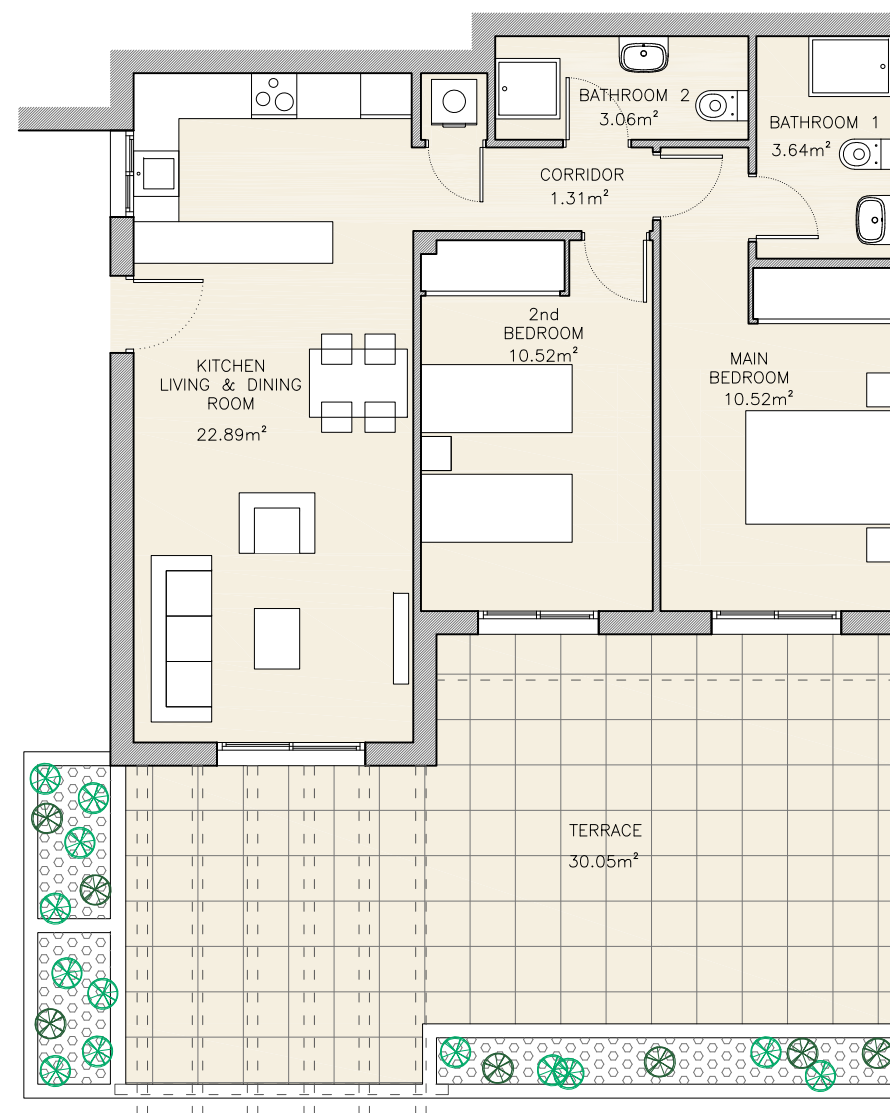 BATHROOM 2
3.06m²
BATHROOM 1
3.64m²
CORRIDOR
1.31m²
2nd
BEDROOM
10.52m²
MAIN
BEDROOM
10.52m²
KITCHEN
LIVING & DINING
ROOM
22.89m²
TERRACE
30.05m²